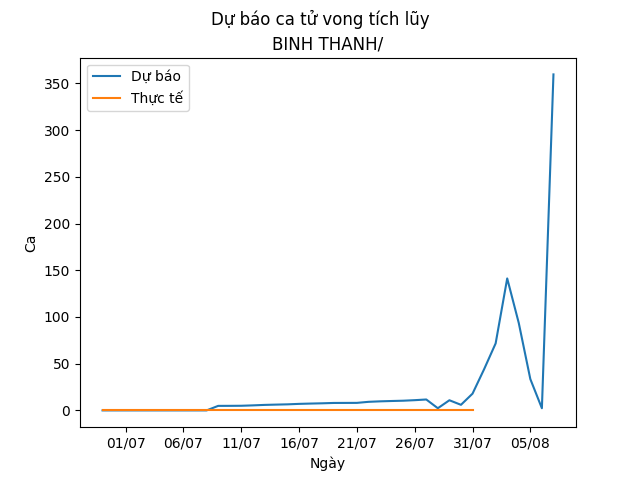 Dự báo ca tử vong tích lũy
BINH THANH/
Dự báo
Thực tế
350
300
250
200
150
100
50
0
Ca
01/07
06/07
11/07
16/07
21/07
26/07
31/07
05/08
Ngày